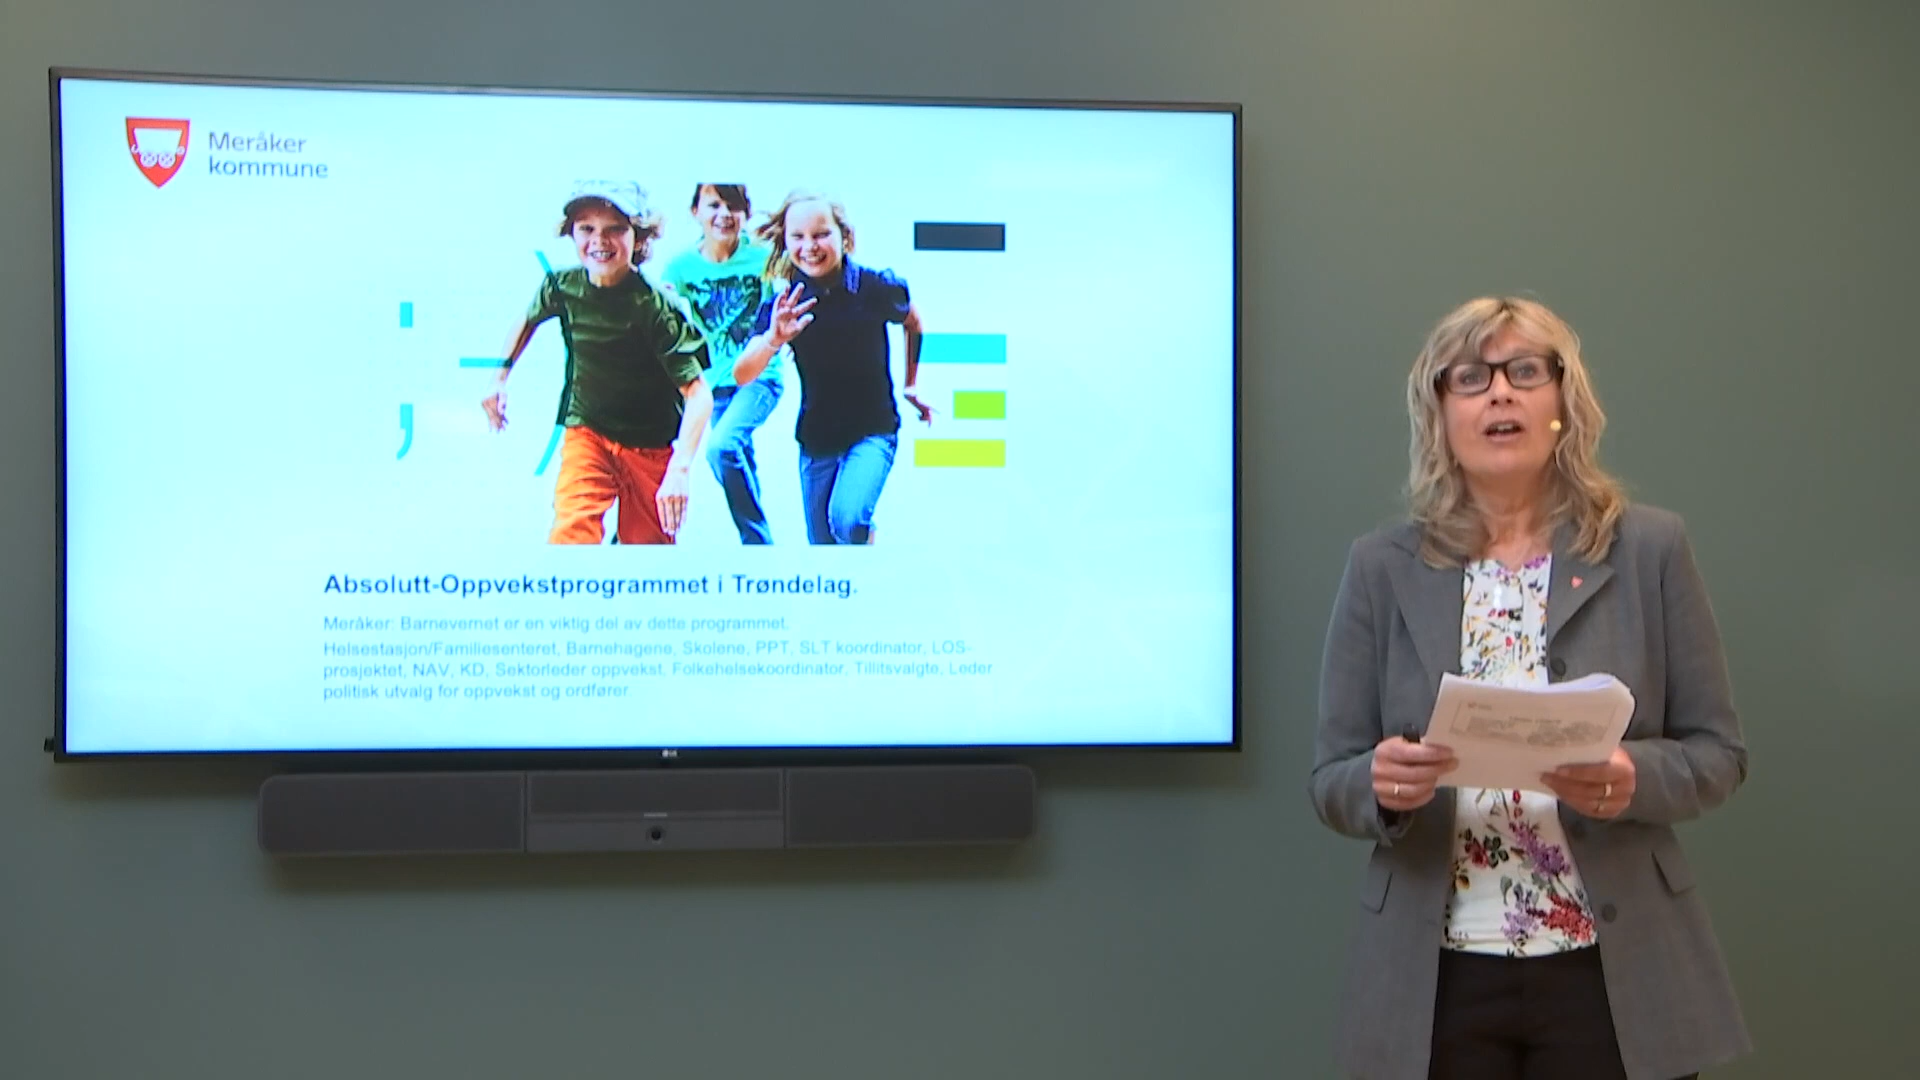 Meråker
kommune
Absolutt-Oppvekstprogrammet i Trøndelag.
Meråker: Barnevernet er en viktig del av dette programmet.
Helsestasjon/Familiesenteret, Barnehagene, Skolene, PPT, SLT koordinator, LOS-
prosjektet, NAV, KD, Sektorleder oppvekst, Folkehelsekoordinator, Tillitsvalgte, Leder
politisk utvalg for oppvekst og ordfører
LG